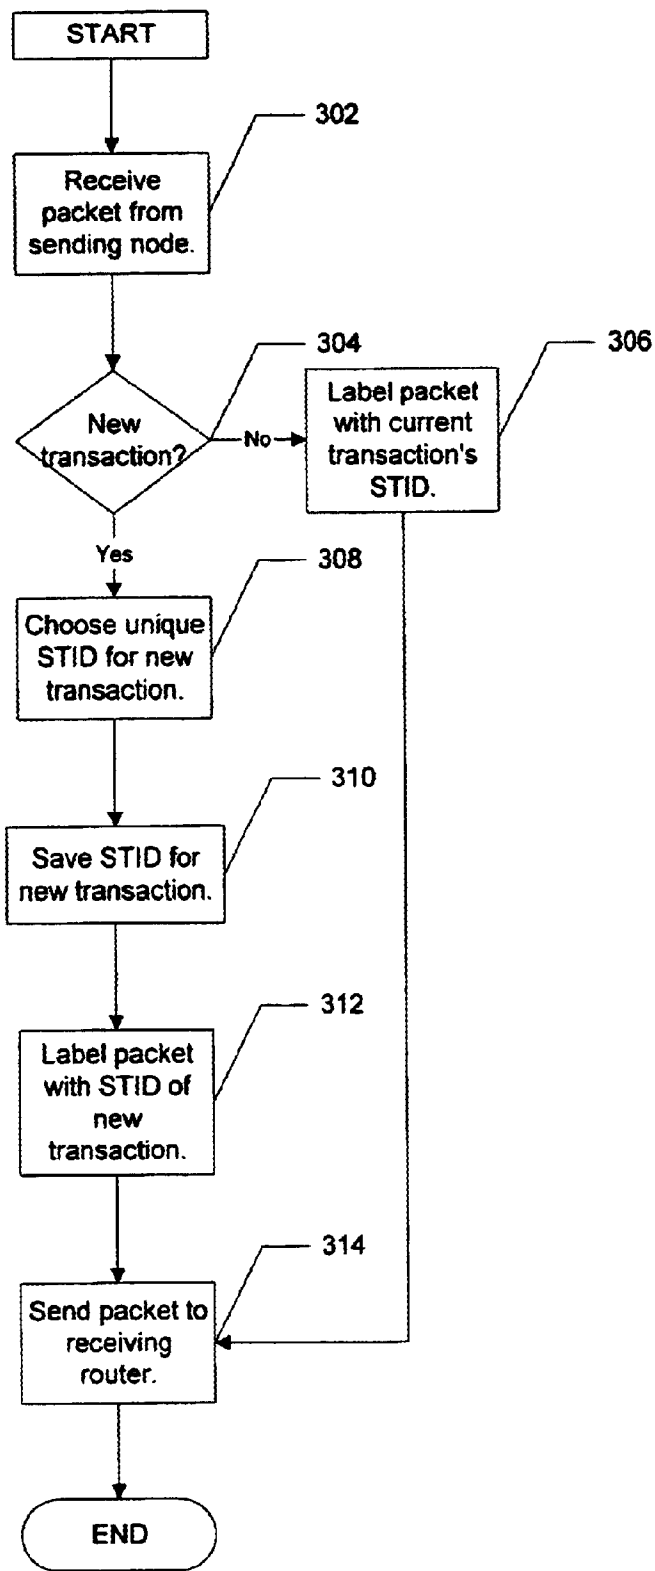 START
302
Receive
packet from
sending node.
304
New
transaction?
No
306
Label packet
with current
transaction's
STID.
Yes
308
Choose unique
STID for new
transaction.
310
Save STID for
new transaction.
312
Label packet
with STID of
new
transaction.
314
Send packet to
receiving
router.
END